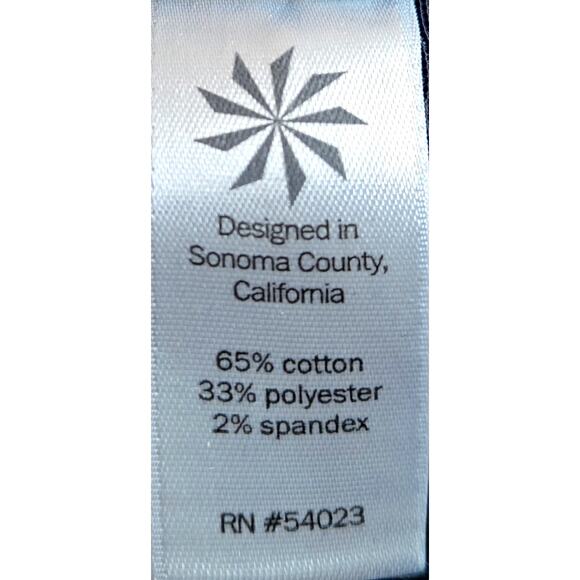 Designed in
Sonoma County,
California
65% cotton
33% polyester
2% spandex
RN #54023